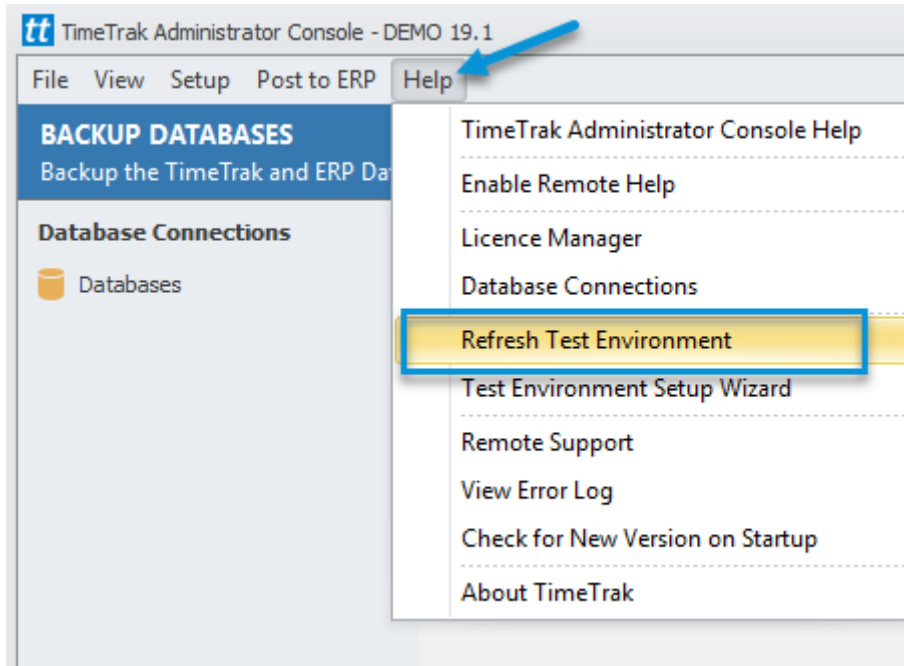 tt TimeTrak Administrator Console - DEMO 19.1
File View Setup Post to ERP Help
BACKUP DATABASES
Backup the TimeTrak and ERP
Database Connections
Databases
TimeTrak Administrator Console Help
Enable Remote Help
Licence Manager
Database Connections
Refresh Test Environment
Test Environment Setup Wizard
Remote Support
View Error Log
Check for New Version on Startup
About TimeTrak